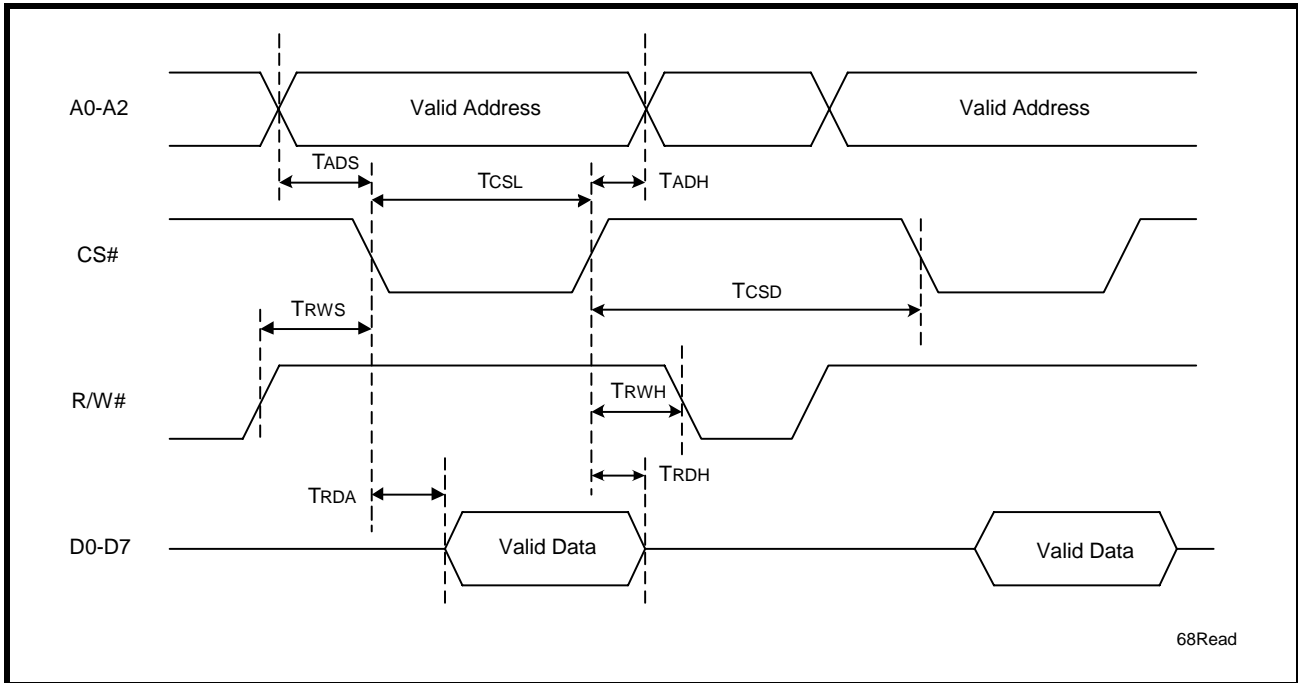 A0-A2
Valid Address
Valid Address
TADS
TCSL
TADH
CS#
TCSD
TRWS
R/W#
TRWH
TRDH
TRDA
D0-D7
Valid Data
Valid Data
68Read